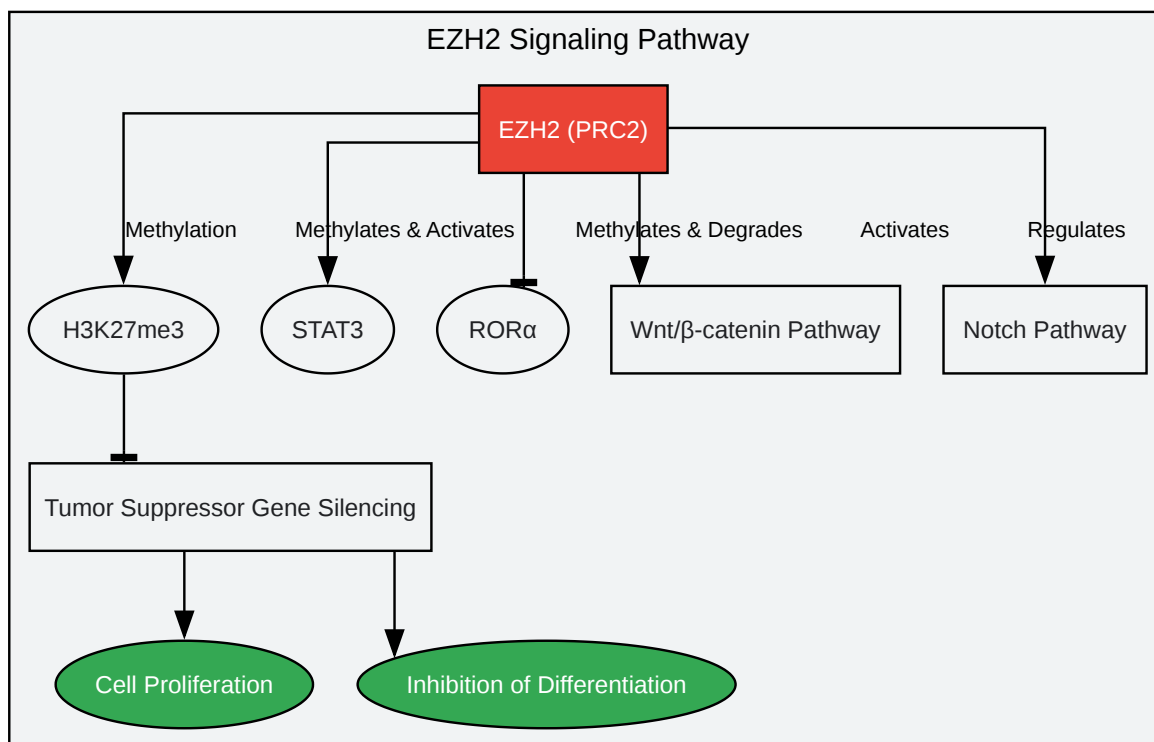 EZH2 Signaling Pathway
EZH2 (PRC2)
Methylation
Methylates & Activates
Methylates & Degrades
Activates
Regulates
H3K27me3
STAT3
RORα
Wnt/β-catenin Pathway
Notch Pathway
Tumor Suppressor Gene Silencing
Cell Proliferation
Inhibition of Differentiation